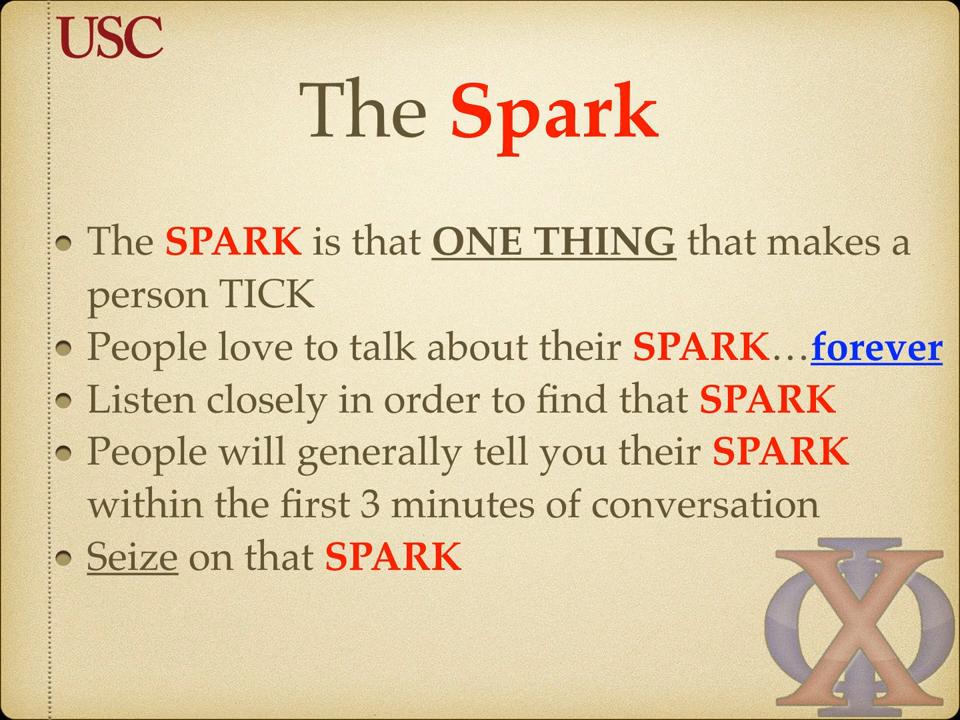 USC
The Spark
The SPARK is that ONE THING that makes a
person TICK
People love to talk about their SPARK…forever
Listen closely in order to find that SPARK
People will generally tell you their SPARK
within the first 3 minutes of conversation
Seize on that SPARK
ΦX